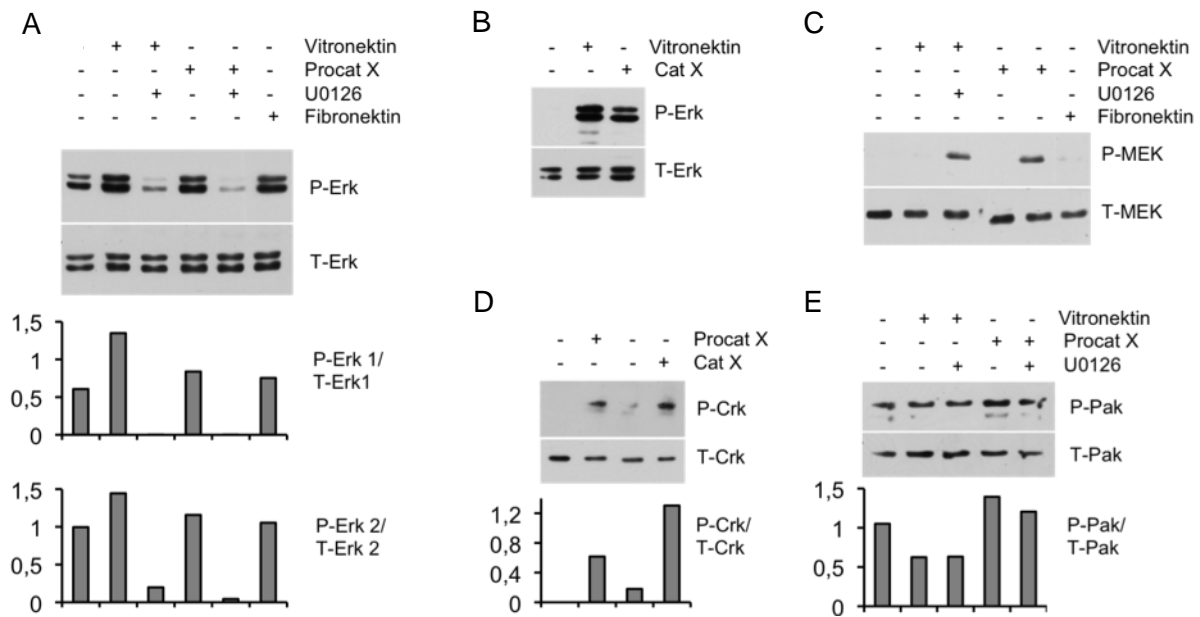 A
- + + - - - Vitronektin
- - - + + - Procat X
- - + - + - U0126
- - - - - + Fibronektin
P-Erk
T-Erk
1,5
1
0,5
0
P-Erk 1/
T-Erk1
1,5
1
0,5
0
P-Erk 2/
T-Erk 2
B
- + - Vitronektin
- - + Cat X
P-Erk
T-Erk
C
- + + - - - Vitronektin
- - - + + - Procat X
- - + - - - U0126
- - - - - + Fibronektin
P-MEK
T-MEK
D
- + - - Procat X
- - - + Cat X
P-Crk
T-Crk
1,2
0,8
0,4
0
P-Crk/
T-Crk
E
- + + - - Vitronektin
- - - + + Procat X
- - + - + U0126
P-Pak
T-Pak
1,5
1
0,5
0
P-Pak/
T-Pak